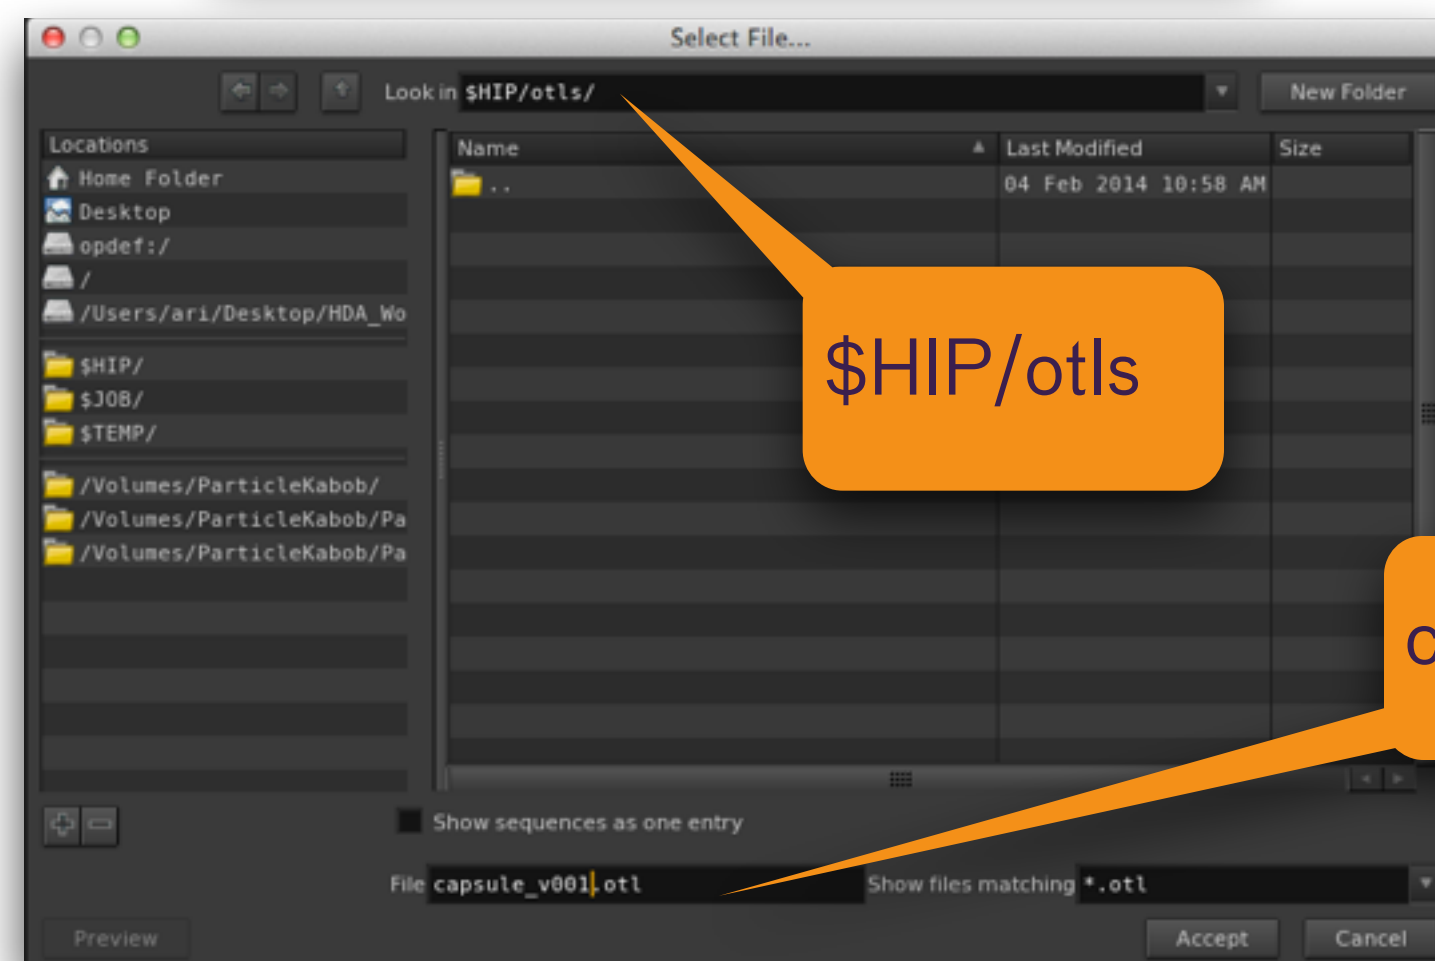 Select File...
Look in $HIP/otls/
New Folder
Locations
Home Folder
Desktop
opdef:/
/
/Users/ari/Desktop/HDA_Wo
$HIP/
$JOB/
$TEMP/
/Volumes/ParticleKabob/
/Volumes/ParticleKabob/Pa
/Volumes/ParticleKabob/Pa
Name Last Modified Size
.. 04 Feb 2014 10:58 AM
$HIP/otls
c
Show sequences as one entry
File capsule_v001.otl Show files matching *.otl
Preview Accept Cancel